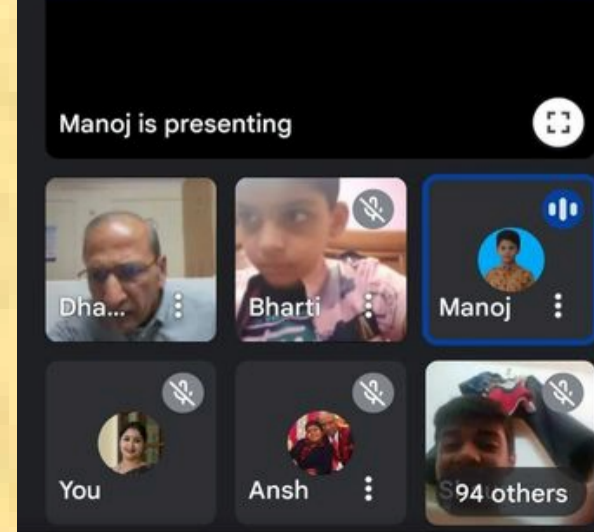 Manoj is presenting
Dha... Bharti Manoj
You Ansh 94 others